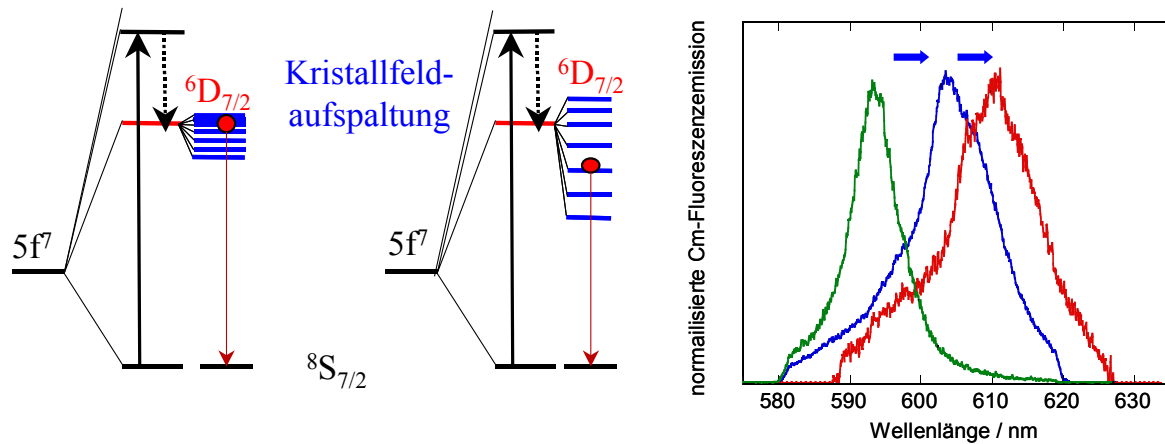 ⁶D₇/₂
5f⁷
Kristallfeld-
aufspaltung
⁶D₇/₂
5f⁷
⁸S₇/₂
normailisierte Cm-Fluoreszenzemission
580 590 600 610 620 630
Wellenlänge / nm